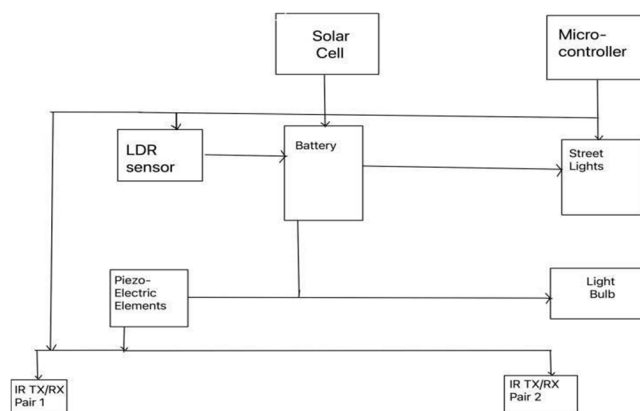 Solar
Cell
Micro-
controller
LDR
sensor
Battery
Street
Lights
Piezo-
Electric
Elements
Light
Bulb
IR TX/RX
Pair 1
IR TX/RX
Pair 2